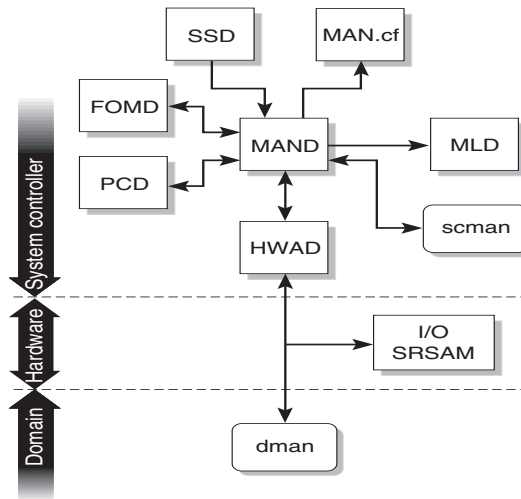 SSD
MAN.cf
FOMD
MAND
MLD
PCD
scman
HWAD
I/O
SRSAM
dman
System controller
Hardware
Domain